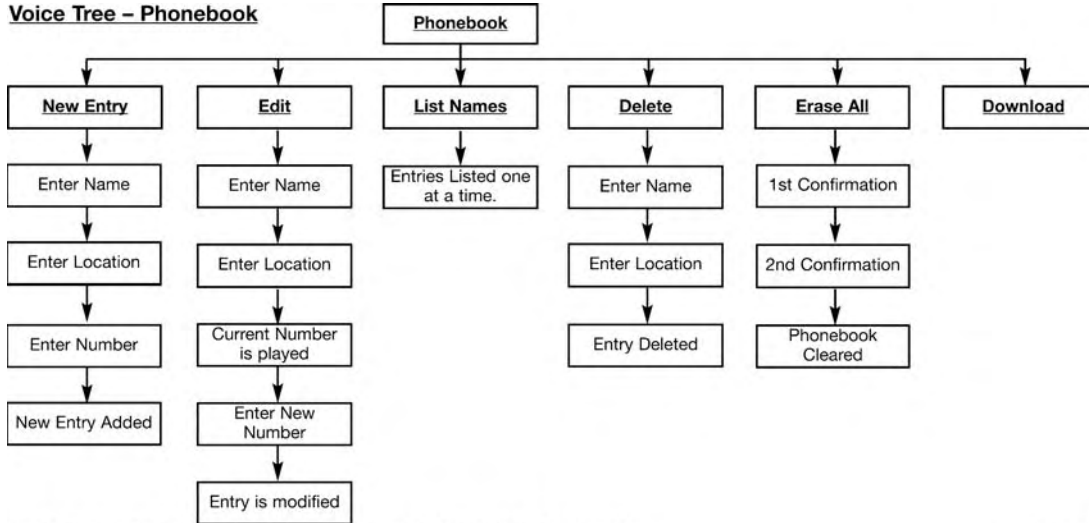 Voice Tree – Phonebook
Phonebook
New Entry
Edit
List Names
Delete
Erase All
Download
Enter Name
Enter Name
Entries Listed one
at a time.
Enter Name
1st Confirmation
Enter Location
Enter Location
Enter Location
2nd Confirmation
Enter Number
Current Number
is played
Entry Deleted
Phonebook
Cleared
New Entry Added
Enter New
Number
Entry is modified